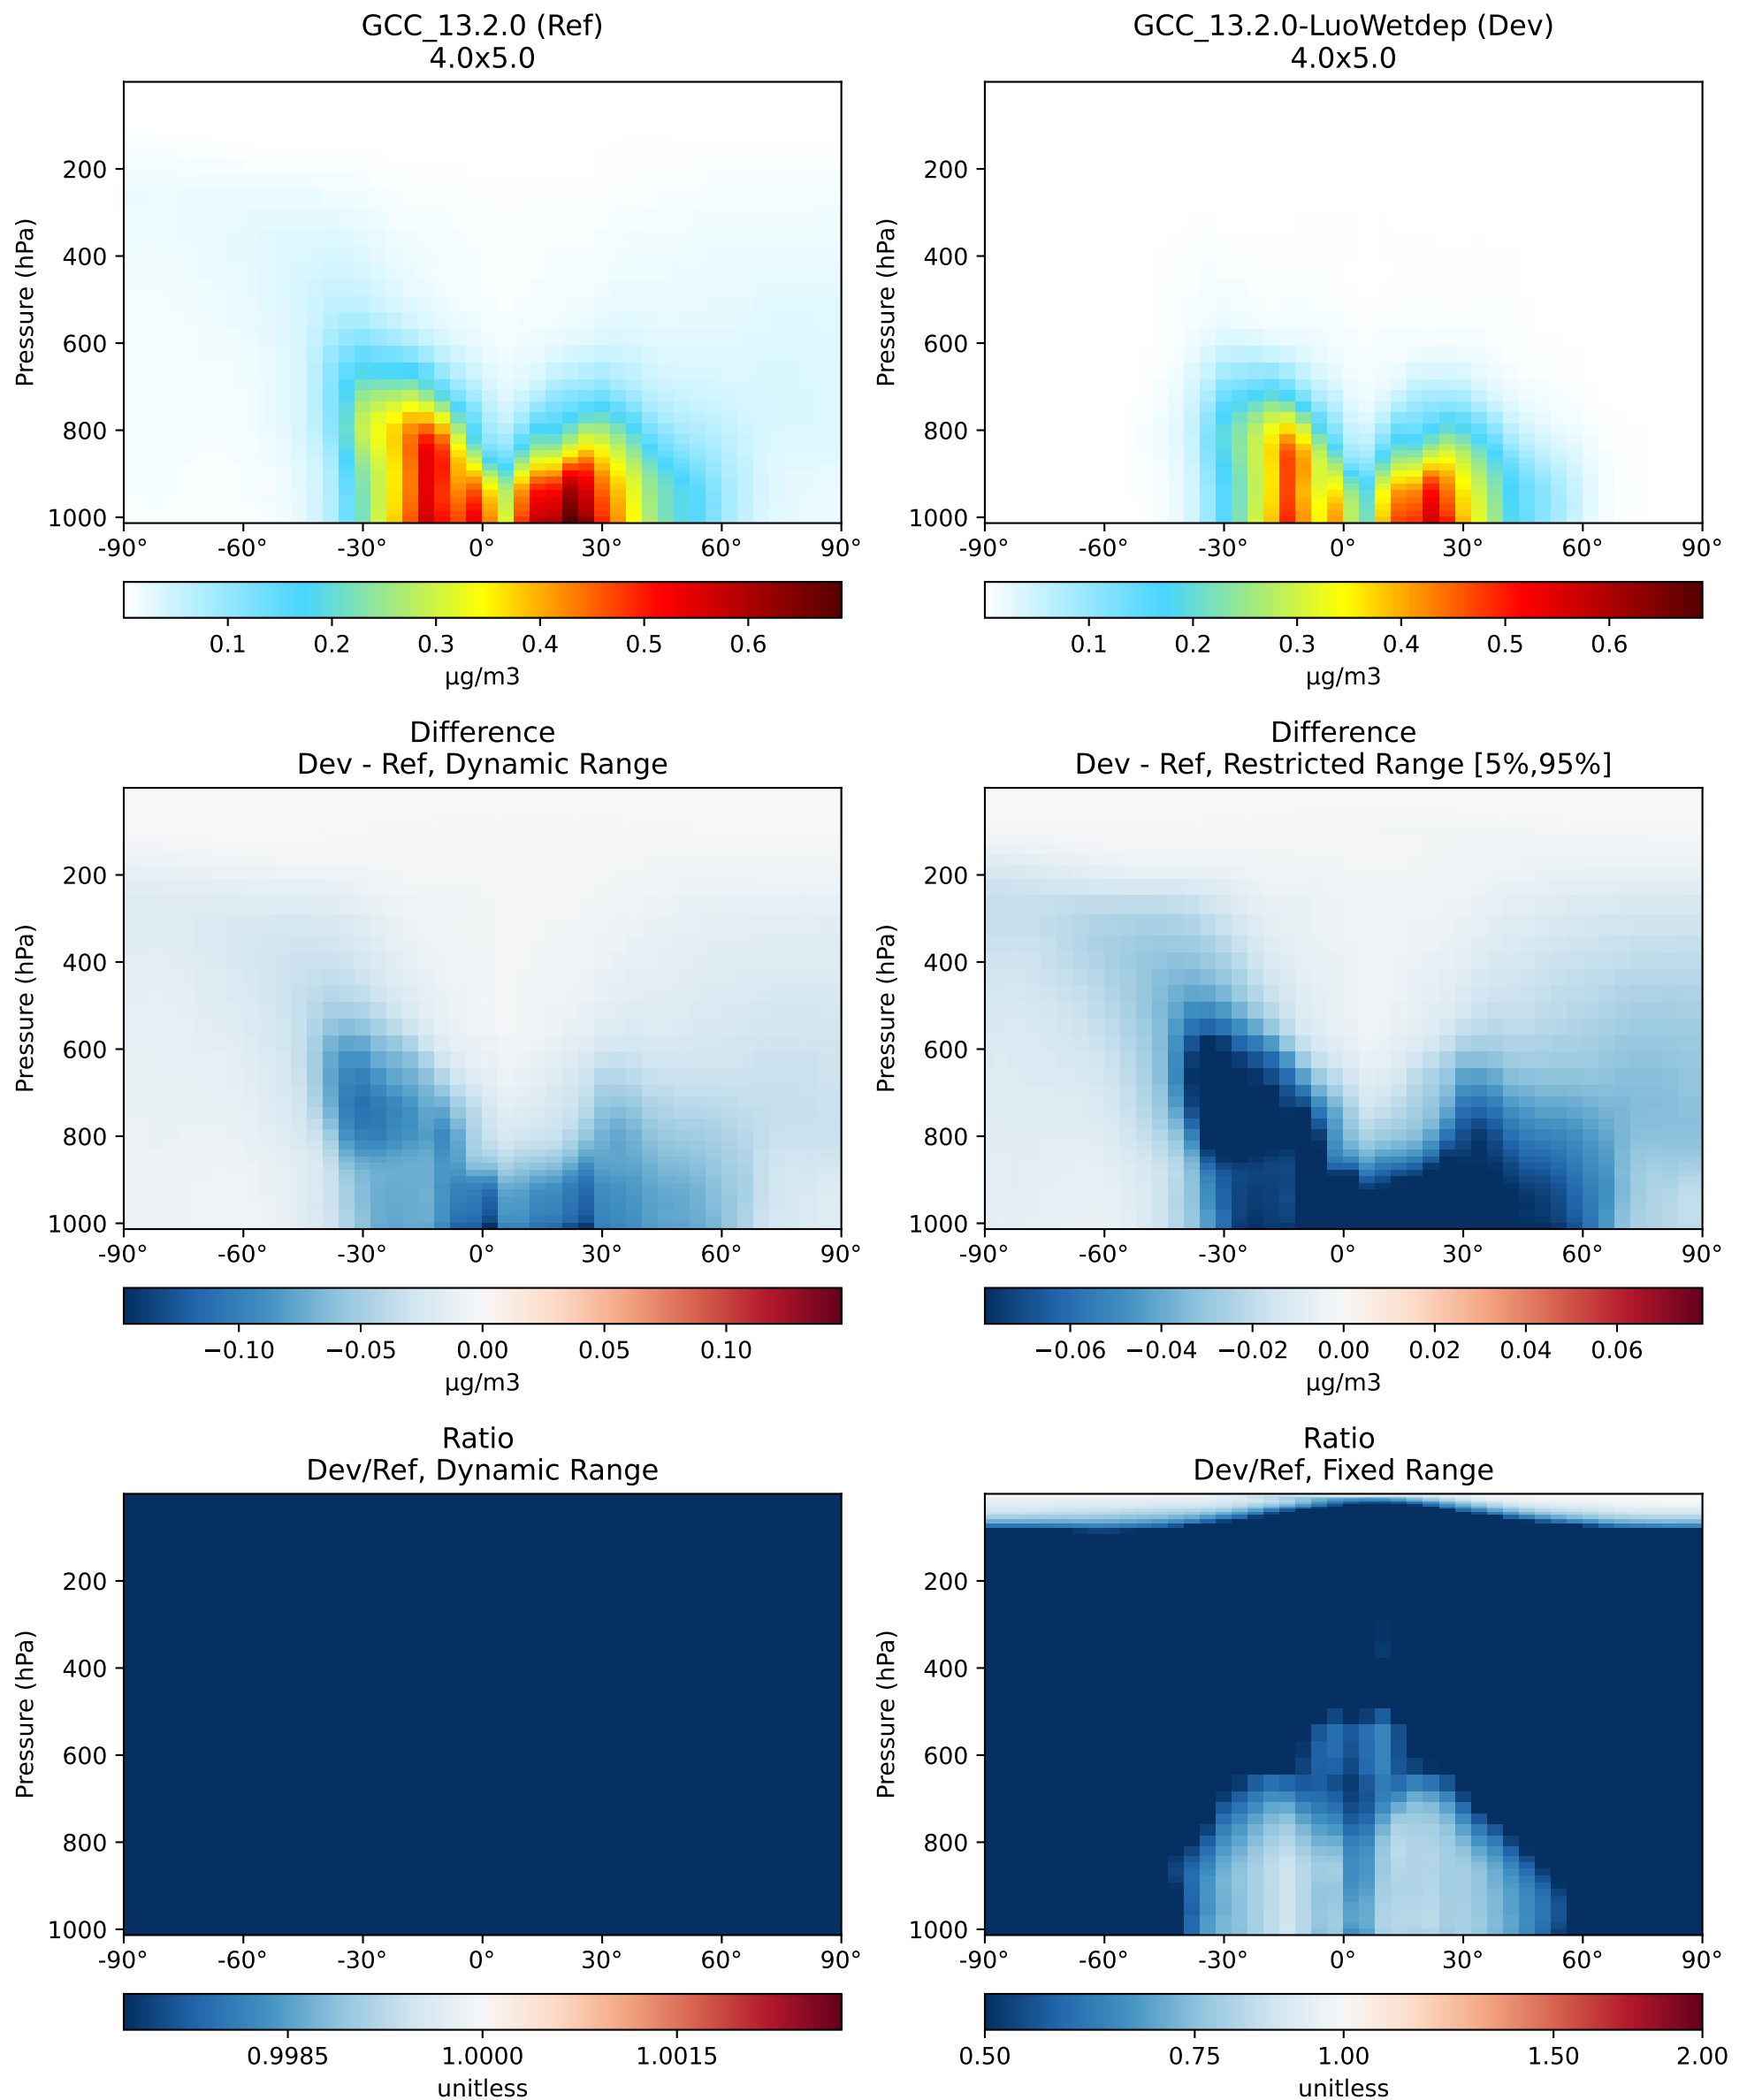 GCC_13.2.0 (Ref)
4.0x5.0
GCC_13.2.0-LuoWetdep (Dev)
4.0x5.0
Pressure (hPa)
200
400
600
800
1000
-90° -60° -30° 0° 30° 60° 90°
0.1 0.2 0.3 0.4 0.5 0.6
μg/m3
Pressure (hPa)
200
400
600
800
1000
-90° -60° -30° 0° 30° 60° 90°
0.1 0.2 0.3 0.4 0.5 0.6
μg/m3
Difference
Dev - Ref, Dynamic Range
Pressure (hPa)
200
400
600
800
1000
-90° -60° -30° 0° 30° 60° 90°
−0.10 −0.05 0.00 0.05 0.10
μg/m3
Difference
Dev - Ref, Restricted Range [5%,95%]
Pressure (hPa)
200
400
600
800
1000
-90° -60° -30° 0° 30° 60° 90°
−0.06 −0.04 −0.02 0.00 0.02 0.04 0.06
μg/m3
Ratio
Dev/Ref, Dynamic Range
Pressure (hPa)
200
400
600
800
1000
-90° -60° -30° 0° 30° 60° 90°
0.9985 1.0000 1.0015
unitless
Ratio
Dev/Ref, Fixed Range
Pressure (hPa)
200
400
600
800
1000
-90° -60° -30° 0° 30° 60° 90°
0.50 0.75 1.00 1.50 2.00
unitless